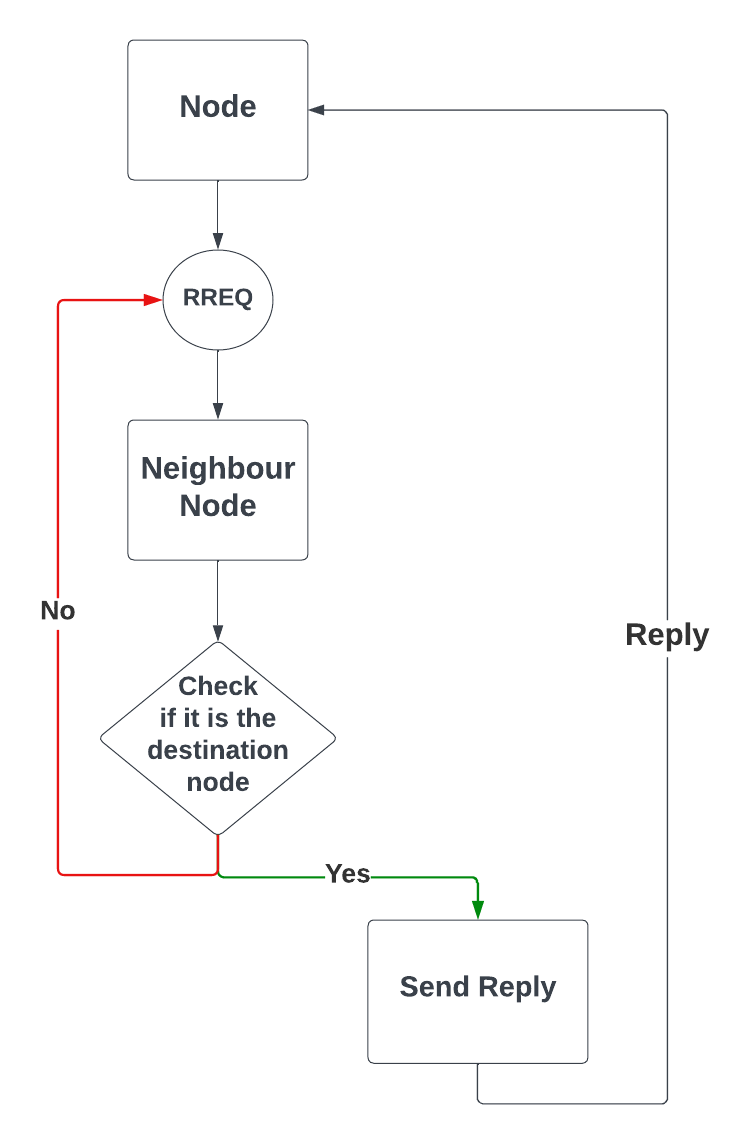 Node
RREQ
Neighbour
Node
No
Reply
Check
if it is the
destination
node
Yes
Send Reply